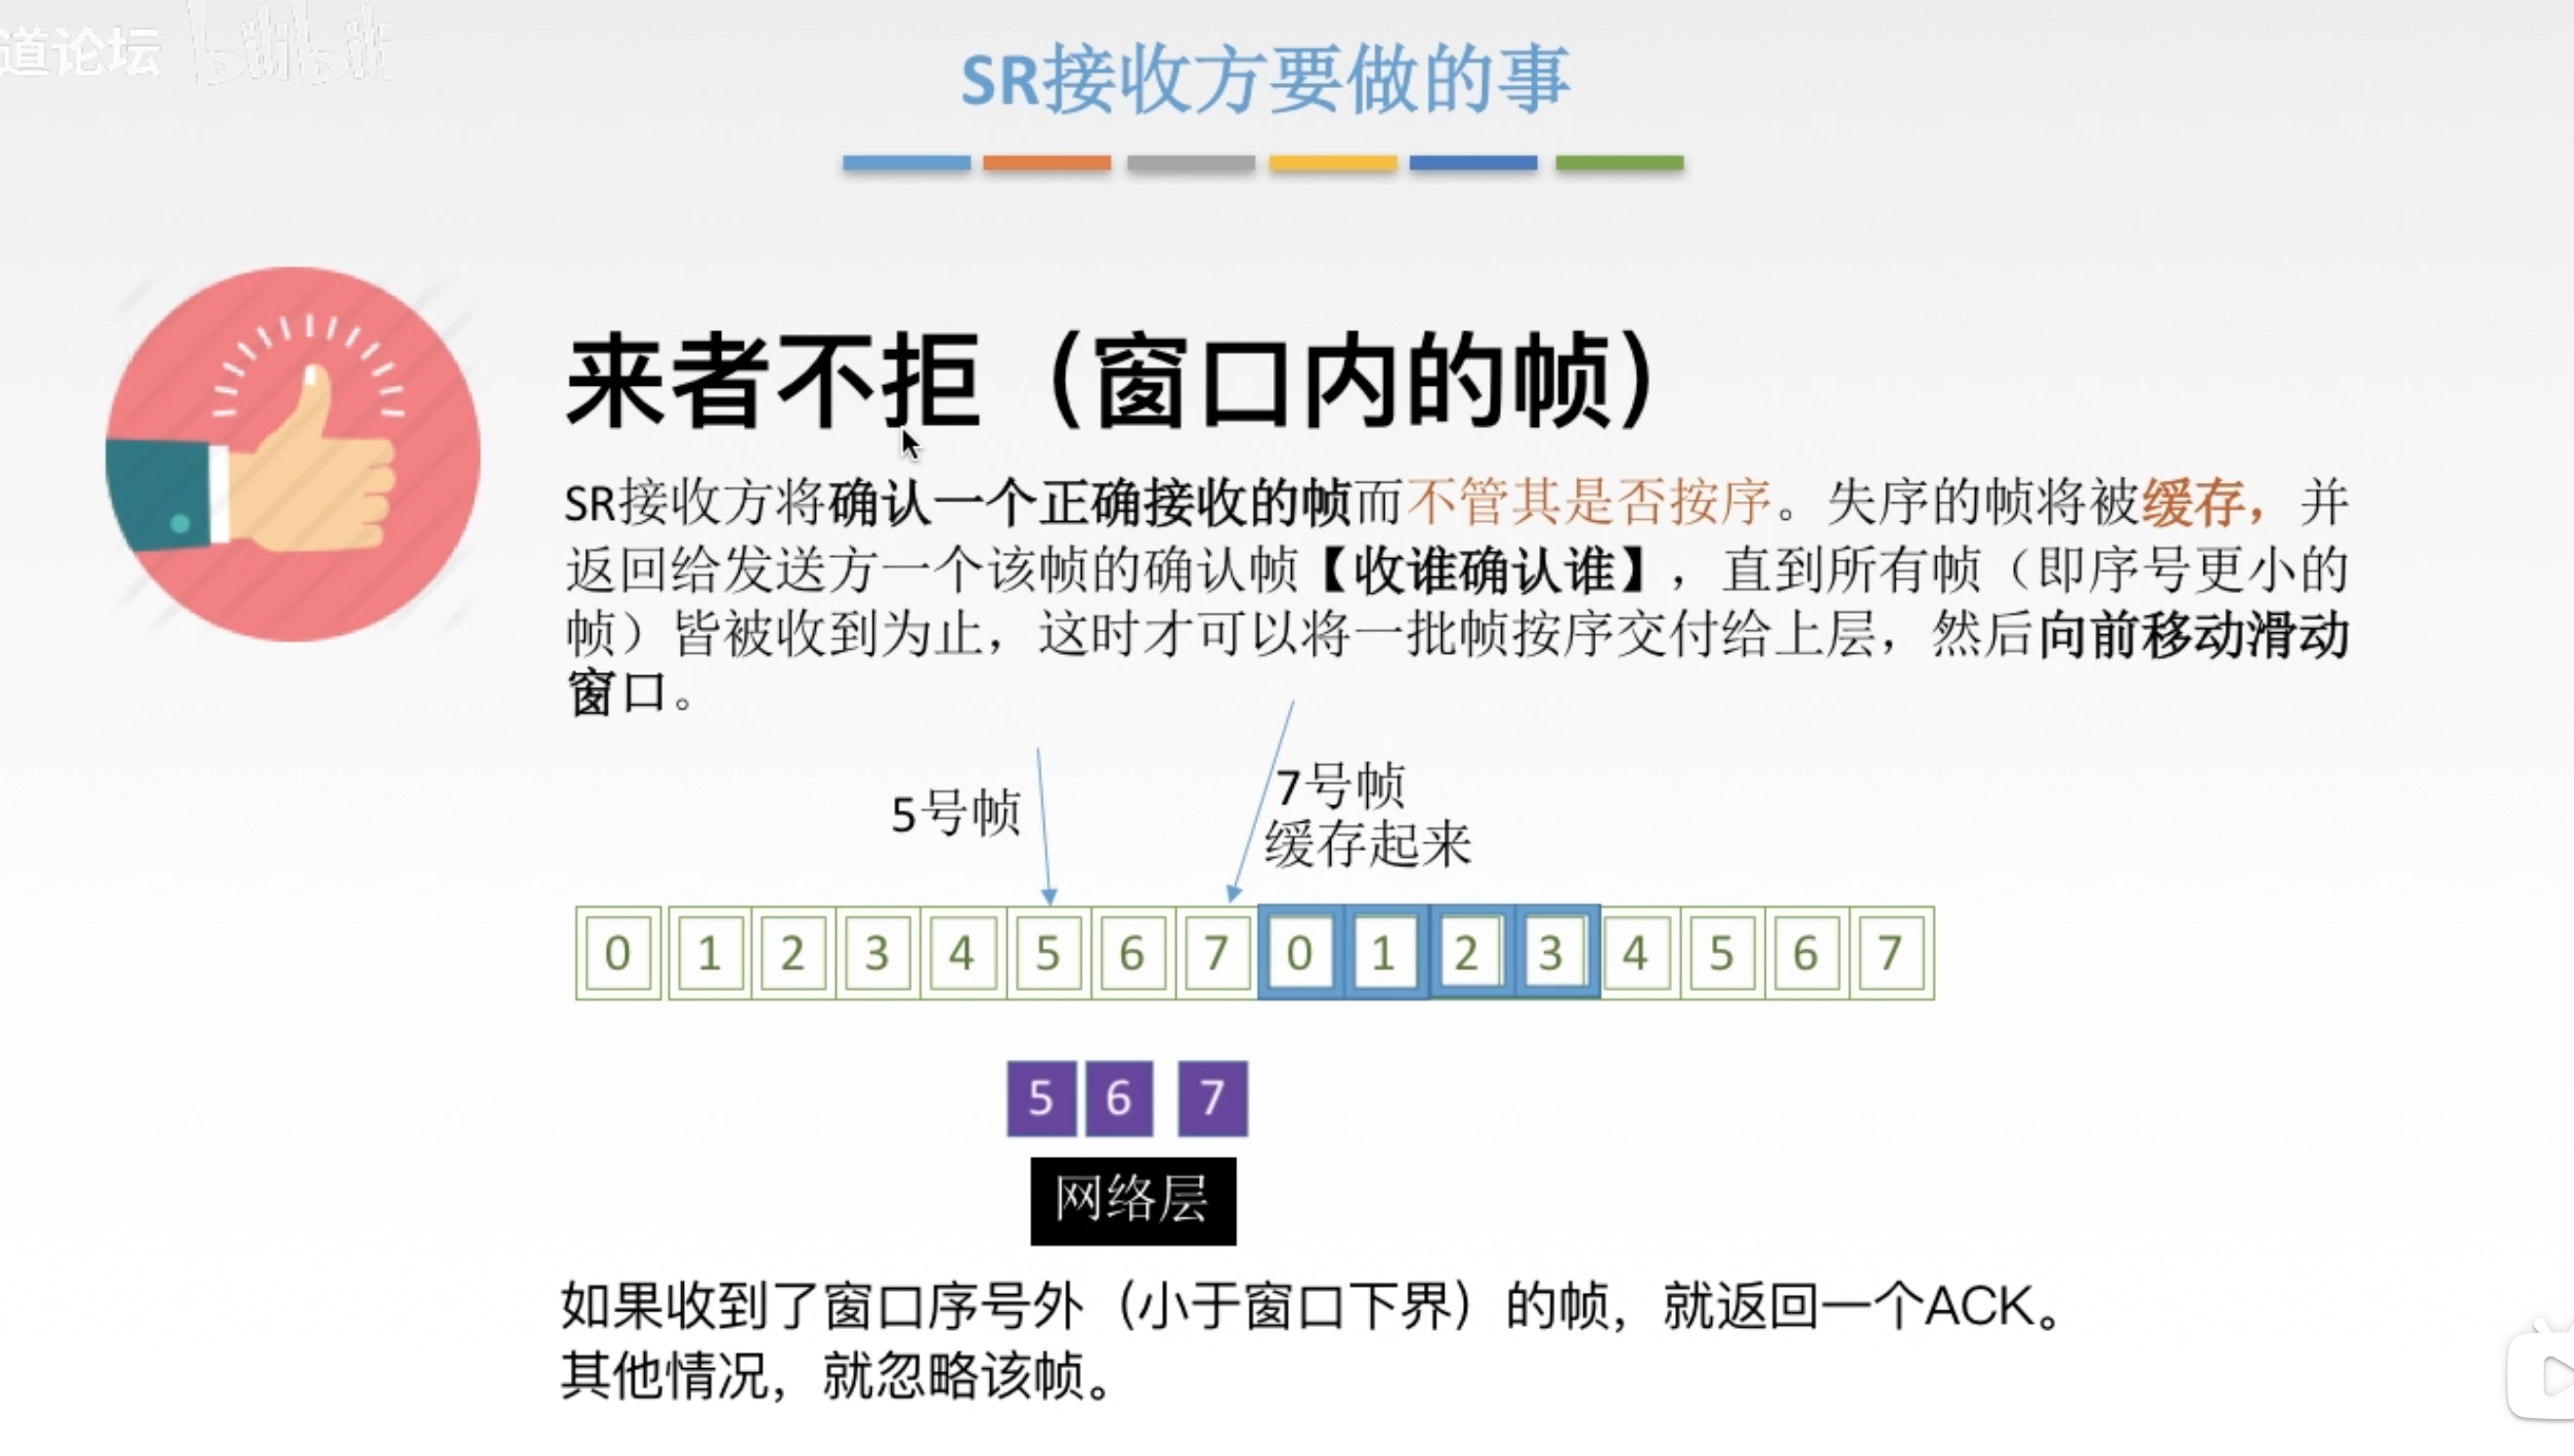 道论坛 bilibili
SR接收方要做的事
来者不拒（窗口内的帧）
SR接收方将确认一个正确接收的帧而不管其是否按序。失序的帧将被缓存，并
返回给发送方一个该帧的确认帧【收谁确认谁】，直到所有帧（即序号更小的
帧）皆被收到为止，这时才可以将一批帧按序交付给上层，然后向前移动滑动
窗口。
5号帧
7号帧
缓存起来
0 1 2 3 4 5 6 7 0 1 2 3 4 5 6 7
5 6 7
网络层
如果收到了窗口序号外（小于窗口下界）的帧，就返回一个ACK。
其他情况，就忽略该帧。